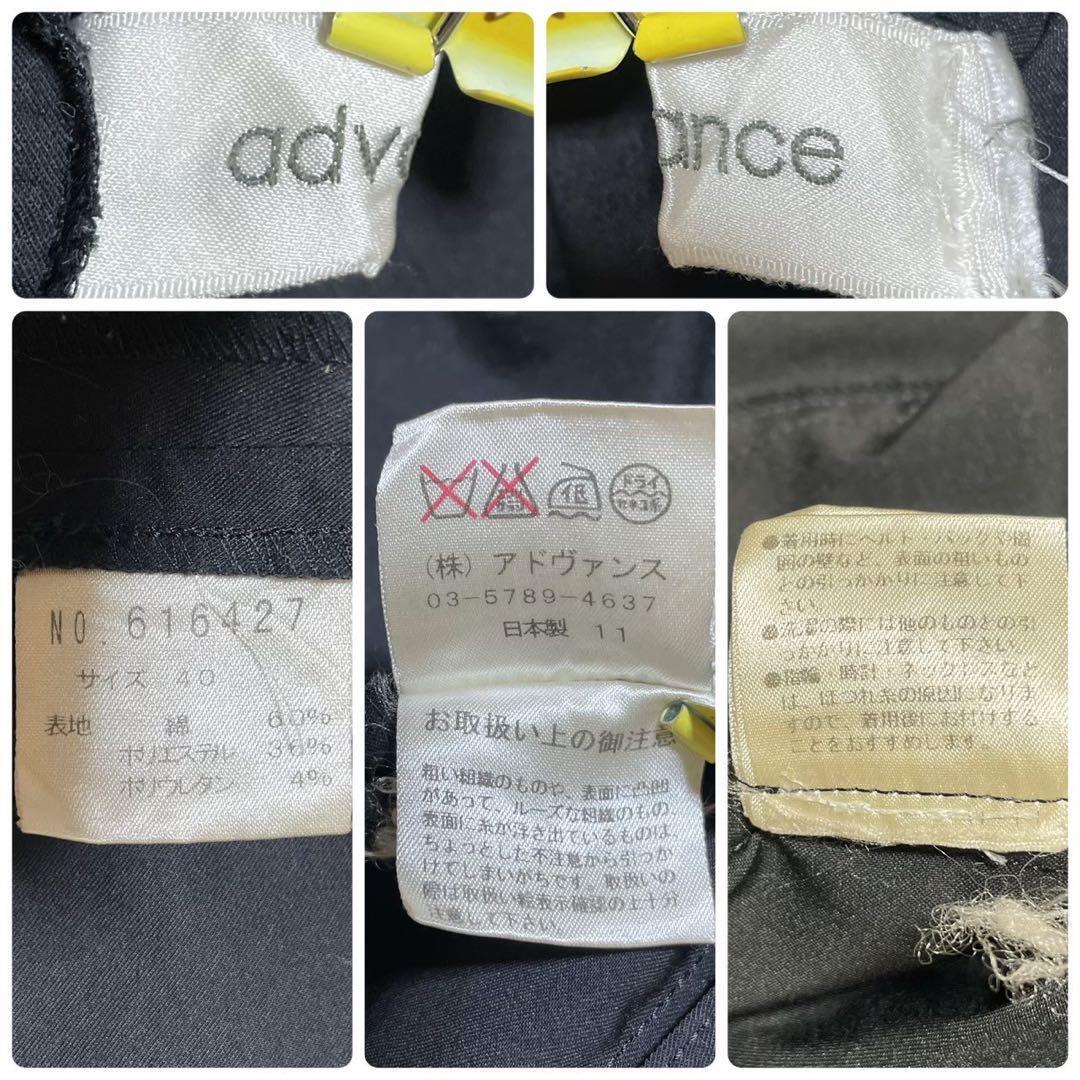 adva
ance
NO. 616427
サイズ 40
表地 綿 60%
ポリエステル 36%
ポリウレタン 4%
エンソサラシ
低
ドライ
セキユ系
(株) アドヴァンス
03-5789-4637
日本製 11
お取扱い上の御注意
粗い組織のものや、表面に凸凹
があって、ルーズな組織のもの、
表面に糸が浮き出ているものは、
ちょっとした不注意から引っか
けてしまいがちです。取扱いの
際は取扱い絵表示確認の上十分
注意して下さい。
●着用時にベルト・バックや周
囲の壁など、表面の粗いもの
との引っかかりに注意して下
さい。
●洗濯の際は他のものとの引
っかかりに注意して下さい。
●指輪、時計、ネックレスなど
は、ほつれ糸の原因になりま
すので、着用後にお付けする
ことをおすすめします。